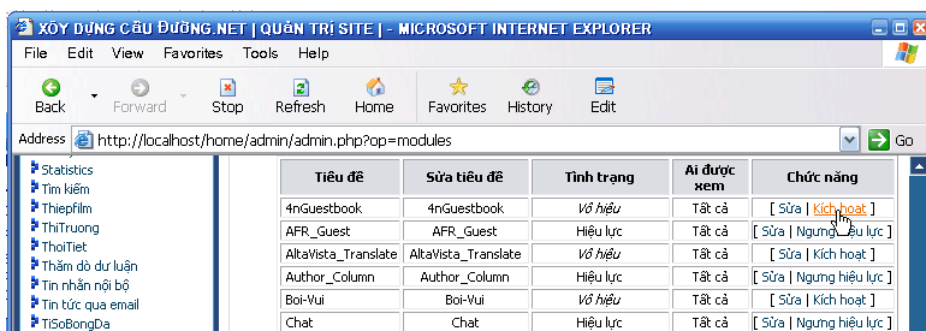 XÕY DỰNG CẦU ĐƯỜNG.NET | QUẢN TRỊ SITE | - MICROSOFT INTERNET EXPLORER
File Edit View Favorites Tools Help
Back Forward Stop Refresh Home Favorites History Edit
Address http://localhost/home/admin/admin.php?op=modules Go
Statistics
Tìm kiếm
Thiepfilm
ThiTruong
ThoiTiet
Thăm dò dư luận
Tin nhắn nội bộ
Tin tức qua email
TiSoBongDa
Tiêu đề Sửa tiêu đề Tình trạng Ai được xem Chức năng
4nGuestbook 4nGuestbook Vô hiệu Tất cả [ Sửa | Kích hoạt ]
AFR_Guest AFR_Guest Hiệu lực Tất cả [ Sửa | Ngưng hiệu lực ]
AltaVista_Translate AltaVista_Translate Vô hiệu Tất cả [ Sửa | Kích hoạt ]
Author_Column Author_Column Hiệu lực Tất cả [ Sửa | Ngưng hiệu lực ]
Boi-Vui Boi-Vui Vô hiệu Tất cả [ Sửa | Kích hoạt ]
Chat Chat Hiệu lực Tất cả [ Sửa | Ngưng hiệu lực ]